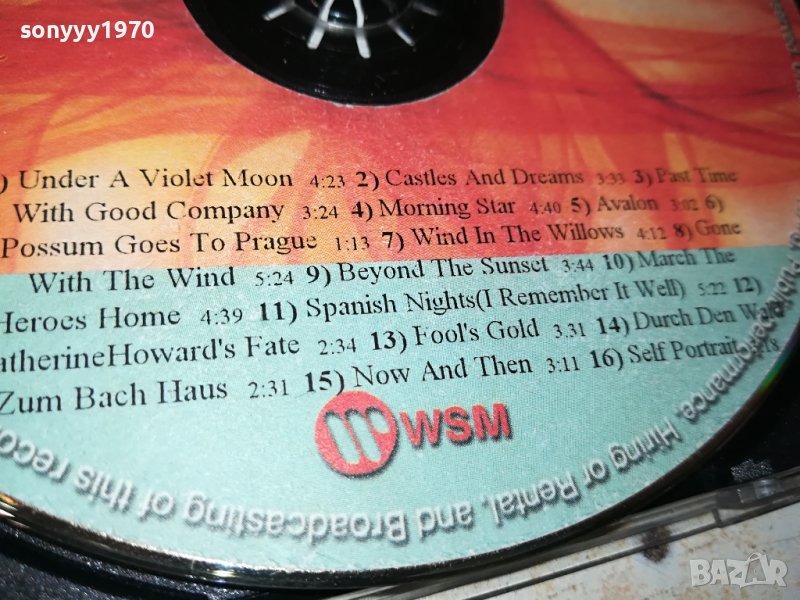 sonyyy1970
) Under A Violet Moon 4:23 2) Castles And Dreams 3:33 3) Past Time
With Good Company 3:24 4) Morning Star 4:40 5) Avalon 3:02 6)
Possum Goes To Prague 1:13 7) Wind In The Willows 4:12 8) Gone
With The Wind 5:24 9) Beyond The Sunset 3:44 10) March The
Heroes Home 4:39 11) Spanish Nights(I Remember It Well) 5:22 12)
atherineHoward's Fate 2:34 13) Fool's Gold 3.31 14) Durch Den Wald
Zum Bach Haus 2:31 15) Now And Then 3:11 16) Self Portrait
WSM
Public performance, Hiring or Rental, and Broadcasting of this reco
BAZAR